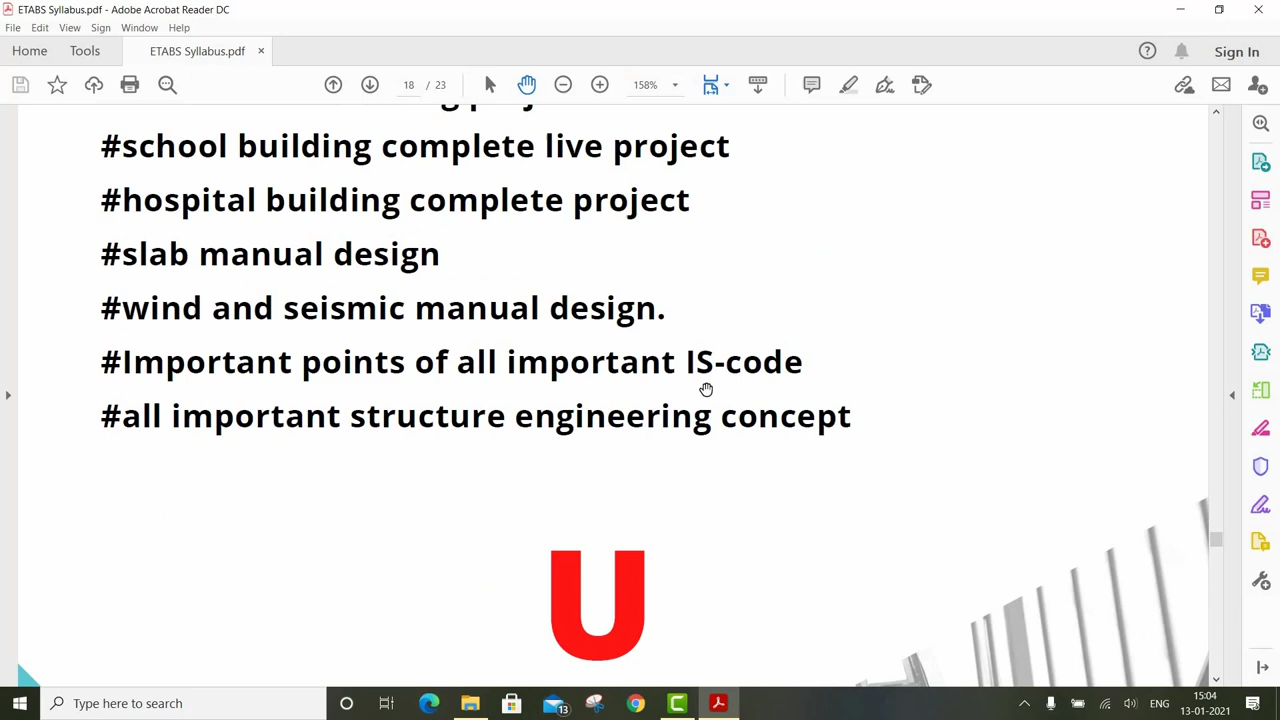 ETABS Syllabus.pdf - Adobe Acrobat Reader DC
File Edit View Sign Window Help
Home Tools ETABS Syllabus.pdf × Sign In
18 / 23 158%
#school building complete live project
#hospital building complete project
#slab manual design
#wind and seismic manual design.
#Important points of all important IS-code
#all important structure engineering concept
U
Type here to search
13
15:04
13-01-2021